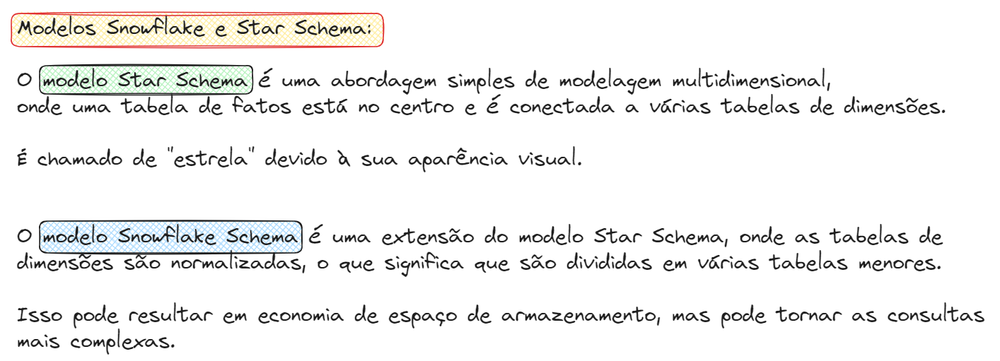 Modelos Snowflake e Star Schema:
O modelo Star Schema é uma abordagem simples de modelagem multidimensional,
onde uma tabela de fatos está no centro e é conectada a várias tabelas de dimensões.
É chamado de "estrela" devido à sua aparência visual.
O modelo Snowflake Schema é uma extensão do modelo Star Schema, onde as tabelas de
dimensões são normalizadas, o que significa que são divididas em várias tabelas menores.
Isso pode resultar em economia de espaço de armazenamento, mas pode tornar as consultas
mais complexas.